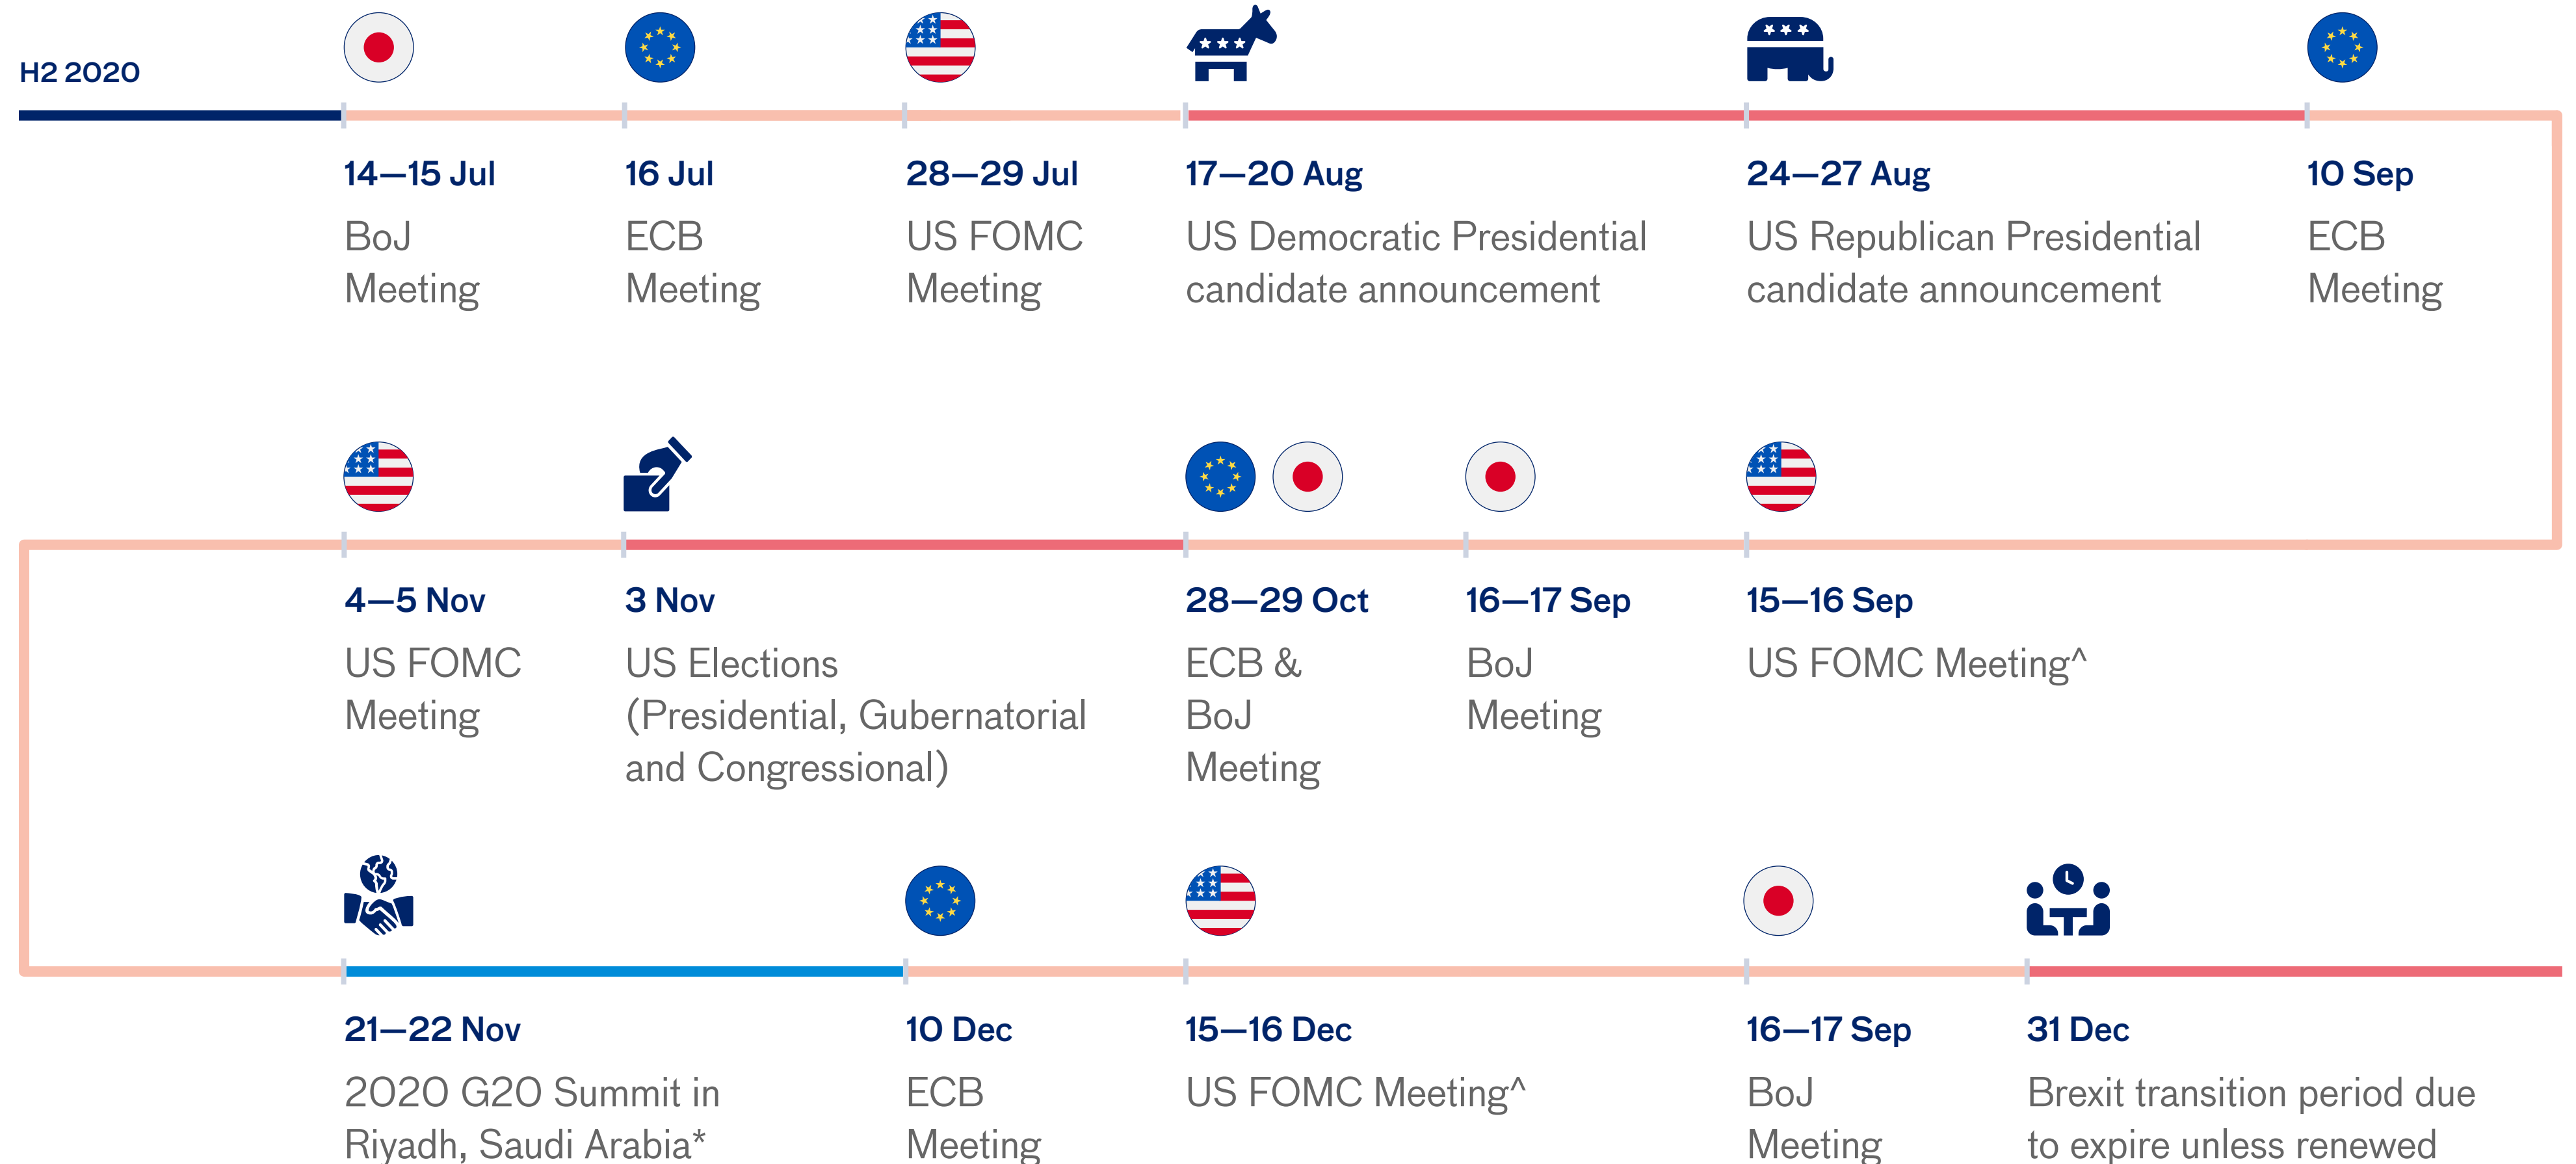 H2 2020
14—15 Jul
BoJ
Meeting
16 Jul
ECB
Meeting
28—29 Jul
US FOMC
Meeting
17—20 Aug
US Democratic Presidential
candidate announcement
24—27 Aug
US Republican Presidential
candidate announcement
10 Sep
ECB
Meeting
4—5 Nov
US FOMC
Meeting
3 Nov
US Elections
(Presidential, Gubernatorial
and Congressional)
28—29 Oct
ECB &
BoJ
Meeting
16—17 Sep
BoJ
Meeting
15—16 Sep
US FOMC Meeting^
21—22 Nov
2020 G20 Summit in
Riyadh, Saudi Arabia*
10 Dec
ECB
Meeting
15—16 Dec
US FOMC Meeting^
16—17 Sep
BoJ
Meeting
31 Dec
Brexit transition period due
to expire unless renewed